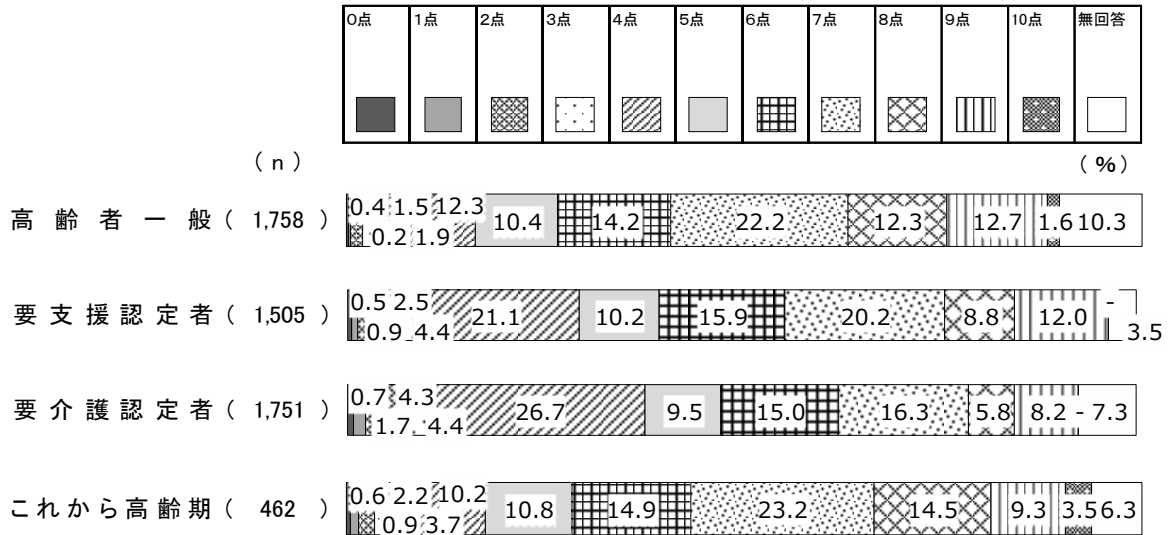 0点 1点 2点 3点 4点 5点 6点 7点 8点 9点 10点 無回答
(n) (%)
高齢者一般( 1,758 ) 0.4 0.2 1.5 1.9 12.3 10.4 14.2 22.2 12.3 12.7 1.6 10.3
要支援認定者( 1,505 ) 0.5 0.9 2.5 4.4 21.1 10.2 15.9 20.2 8.8 12.0 - 3.5
要介護認定者( 1,751 ) 0.7 1.7 4.3 4.4 26.7 9.5 15.0 16.3 5.8 8.2 - 7.3
これから高齢期( 462 ) 0.6 0.9 2.2 3.7 10.2 10.8 14.9 23.2 14.5 9.3 3.5 6.3